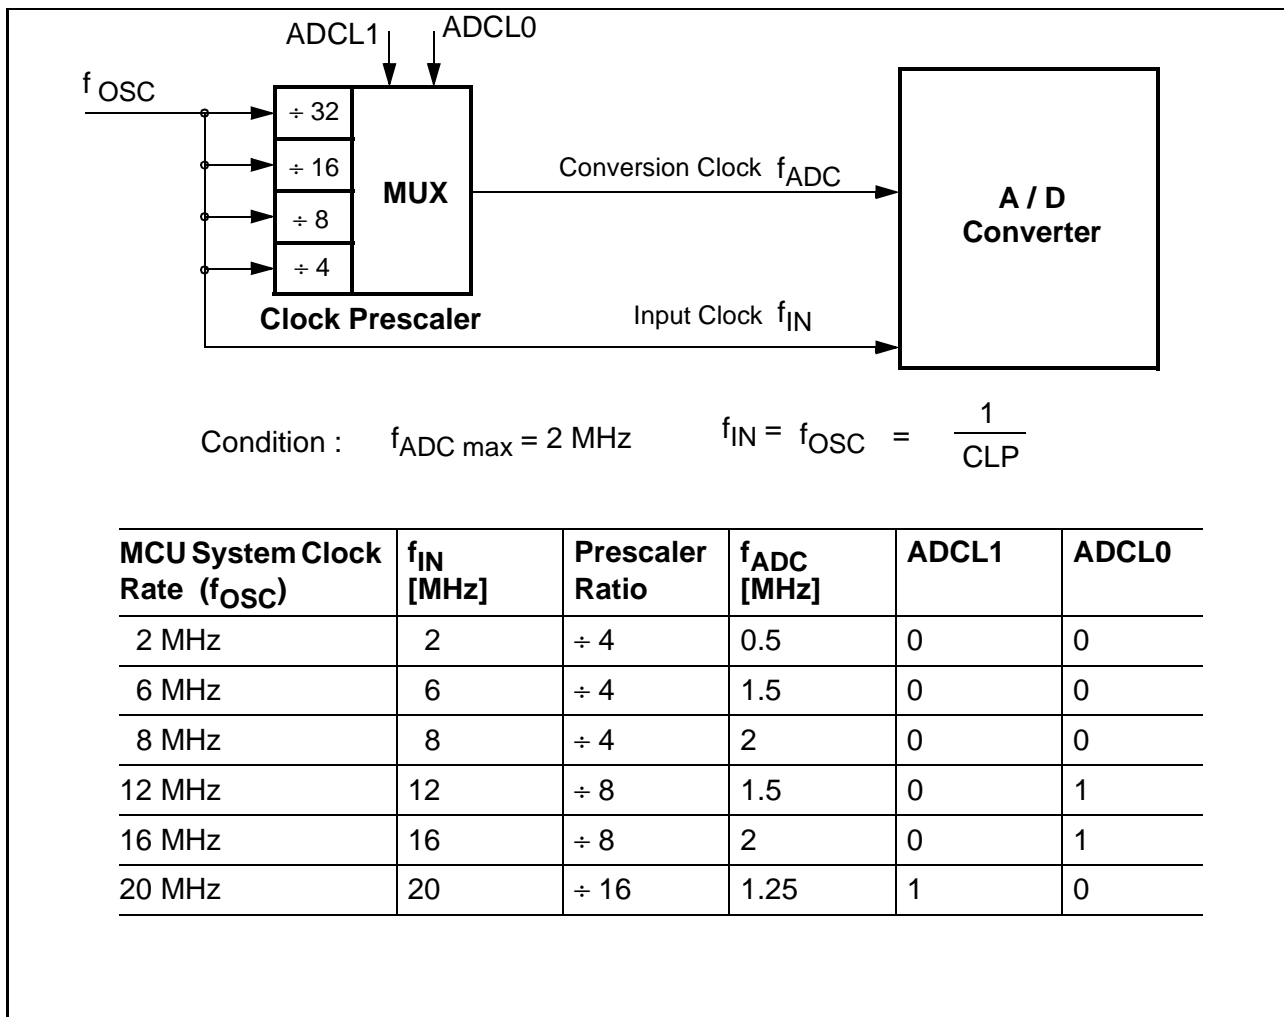 ADCL1 ADCL0
f OSC
÷ 32
÷ 16
÷ 8
÷ 4
MUX
Clock Prescaler
Conversion Clock fADC
Input Clock fIN
A / D
Converter
Condition : fADC max = 2 MHz fIN = fOSC = 1
CLP
MCU System Clock Rate (fOSC) | fIN [MHz] | Prescaler Ratio | fADC [MHz] | ADCL1 | ADCL0
2 MHz | 2 | ÷ 4 | 0.5 | 0 | 0
6 MHz | 6 | ÷ 4 | 1.5 | 0 | 0
8 MHz | 8 | ÷ 4 | 2 | 0 | 0
12 MHz | 12 | ÷ 8 | 1.5 | 0 | 1
16 MHz | 16 | ÷ 8 | 2 | 0 | 1
20 MHz | 20 | ÷ 16 | 1.25 | 1 | 0